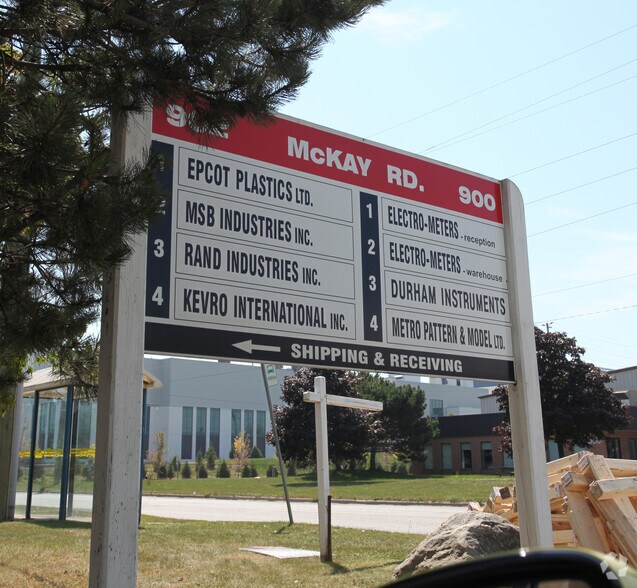 McKAY RD. 900
EPCOT PLASTICS LTD.
MSB INDUSTRIES INC.
3 RAND INDUSTRIES INC.
4 KEVRO INTERNATIONAL INC.
1 ELECTRO-METERS - reception
2 ELECTRO-METERS - warehouse
3 DURHAM INSTRUMENTS
4 METRO PATTERN & MODEL LTD.
SHIPPING & RECEIVING